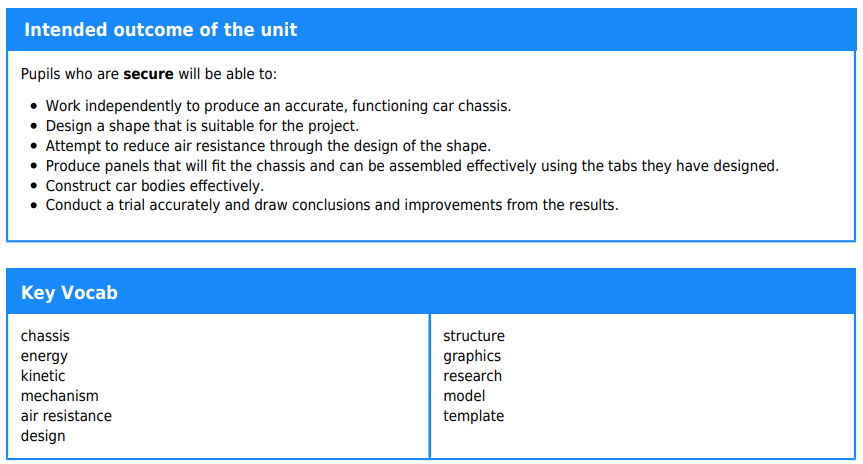 Intended outcome of the unit
Pupils who are secure will be able to:
• Work independently to produce an accurate, functioning car chassis.
• Design a shape that is suitable for the project.
• Attempt to reduce air resistance through the design of the shape.
• Produce panels that will fit the chassis and can be assembled effectively using the tabs they have designed.
• Construct car bodies effectively.
• Conduct a trial accurately and draw conclusions and improvements from the results.
Key Vocab
chassis
energy
kinetic
mechanism
air resistance
design
structure
graphics
research
model
template